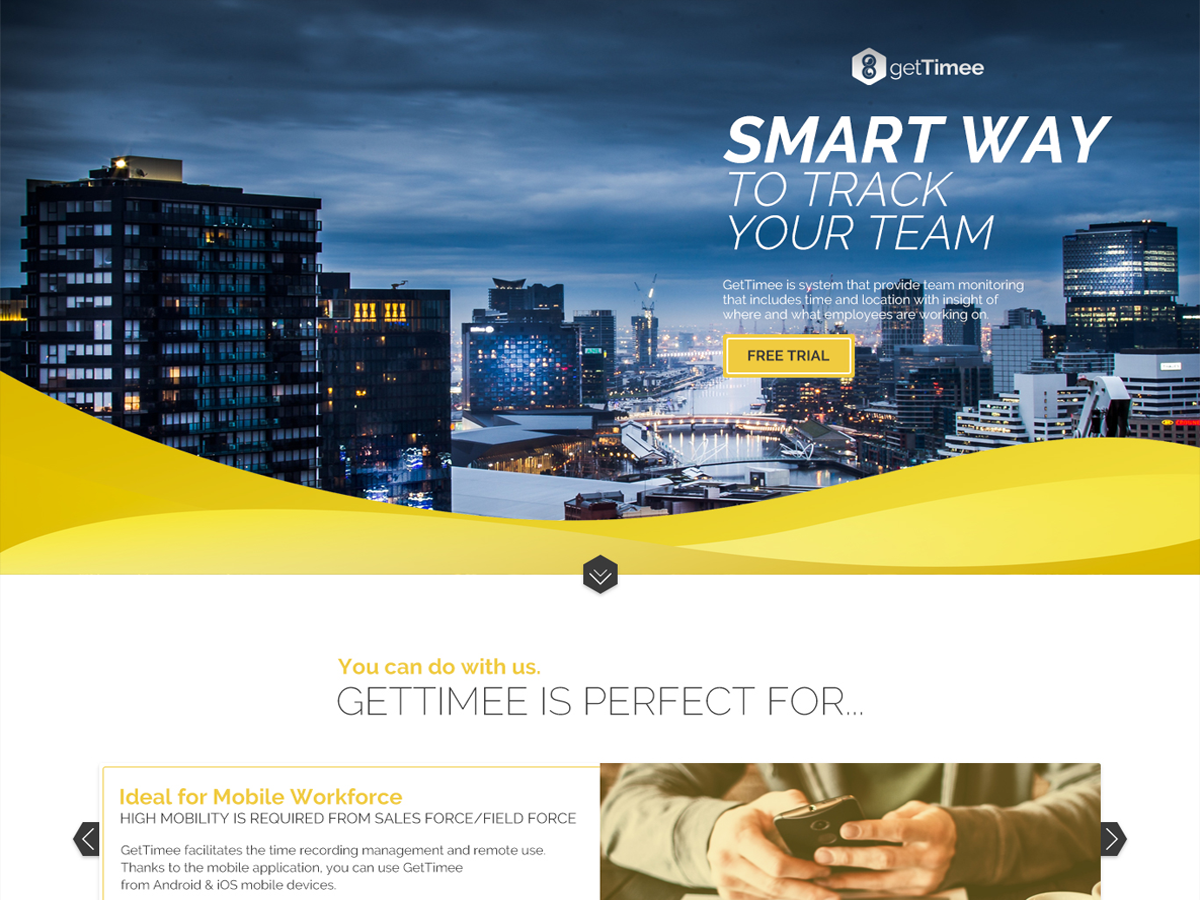 getTimee
SMART WAY
TO TRACK
YOUR TEAM
GetTimee is system that provide team monitoring
that includes time and location with insight of
where and what employees are working on.
FREE TRIAL
You can do with us.
GETTIMEE IS PERFECT FOR...
Ideal for Mobile Workforce
HIGH MOBILITY IS REQUIRED FROM SALES FORCE/FIELD FORCE
GetTimee facilitates the time recording management and remote use.
Thanks to the mobile application, you can use GetTimee
from Android & iOS mobile devices.